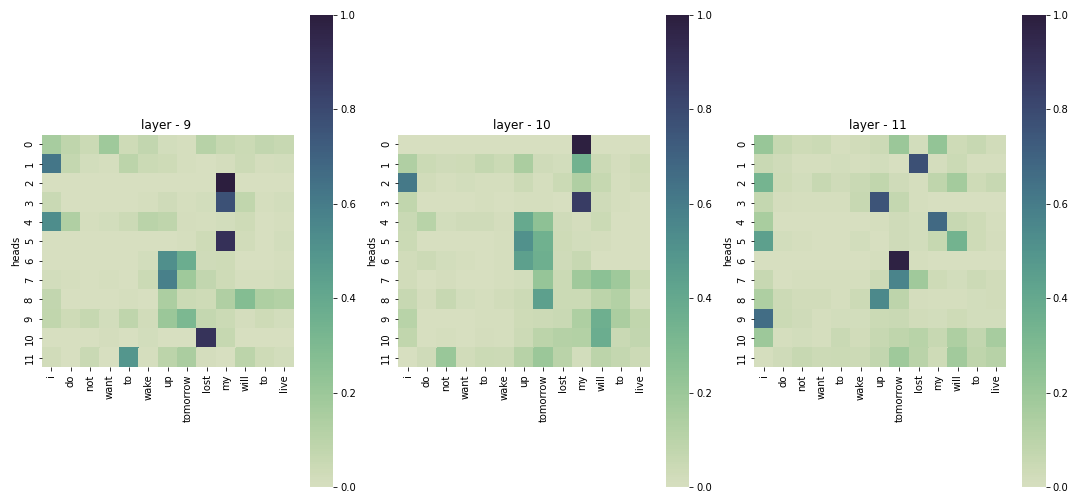 layer - 9
heads
0
1
2
3
4
5
6
7
8
9
10
11
i
do
not
want
to
wake
up
tomorrow
lost
my
will
to
live
1.0
0.8
0.6
0.4
0.2
0.0
layer - 10
heads
0
1
2
3
4
5
6
7
8
9
10
11
i
do
not
want
to
wake
up
tomorrow
lost
my
will
to
live
1.0
0.8
0.6
0.4
0.2
0.0
layer - 11
heads
0
1
2
3
4
5
6
7
8
9
10
11
i
do
not
want
to
wake
up
tomorrow
lost
my
will
to
live
1.0
0.8
0.6
0.4
0.2
0.0